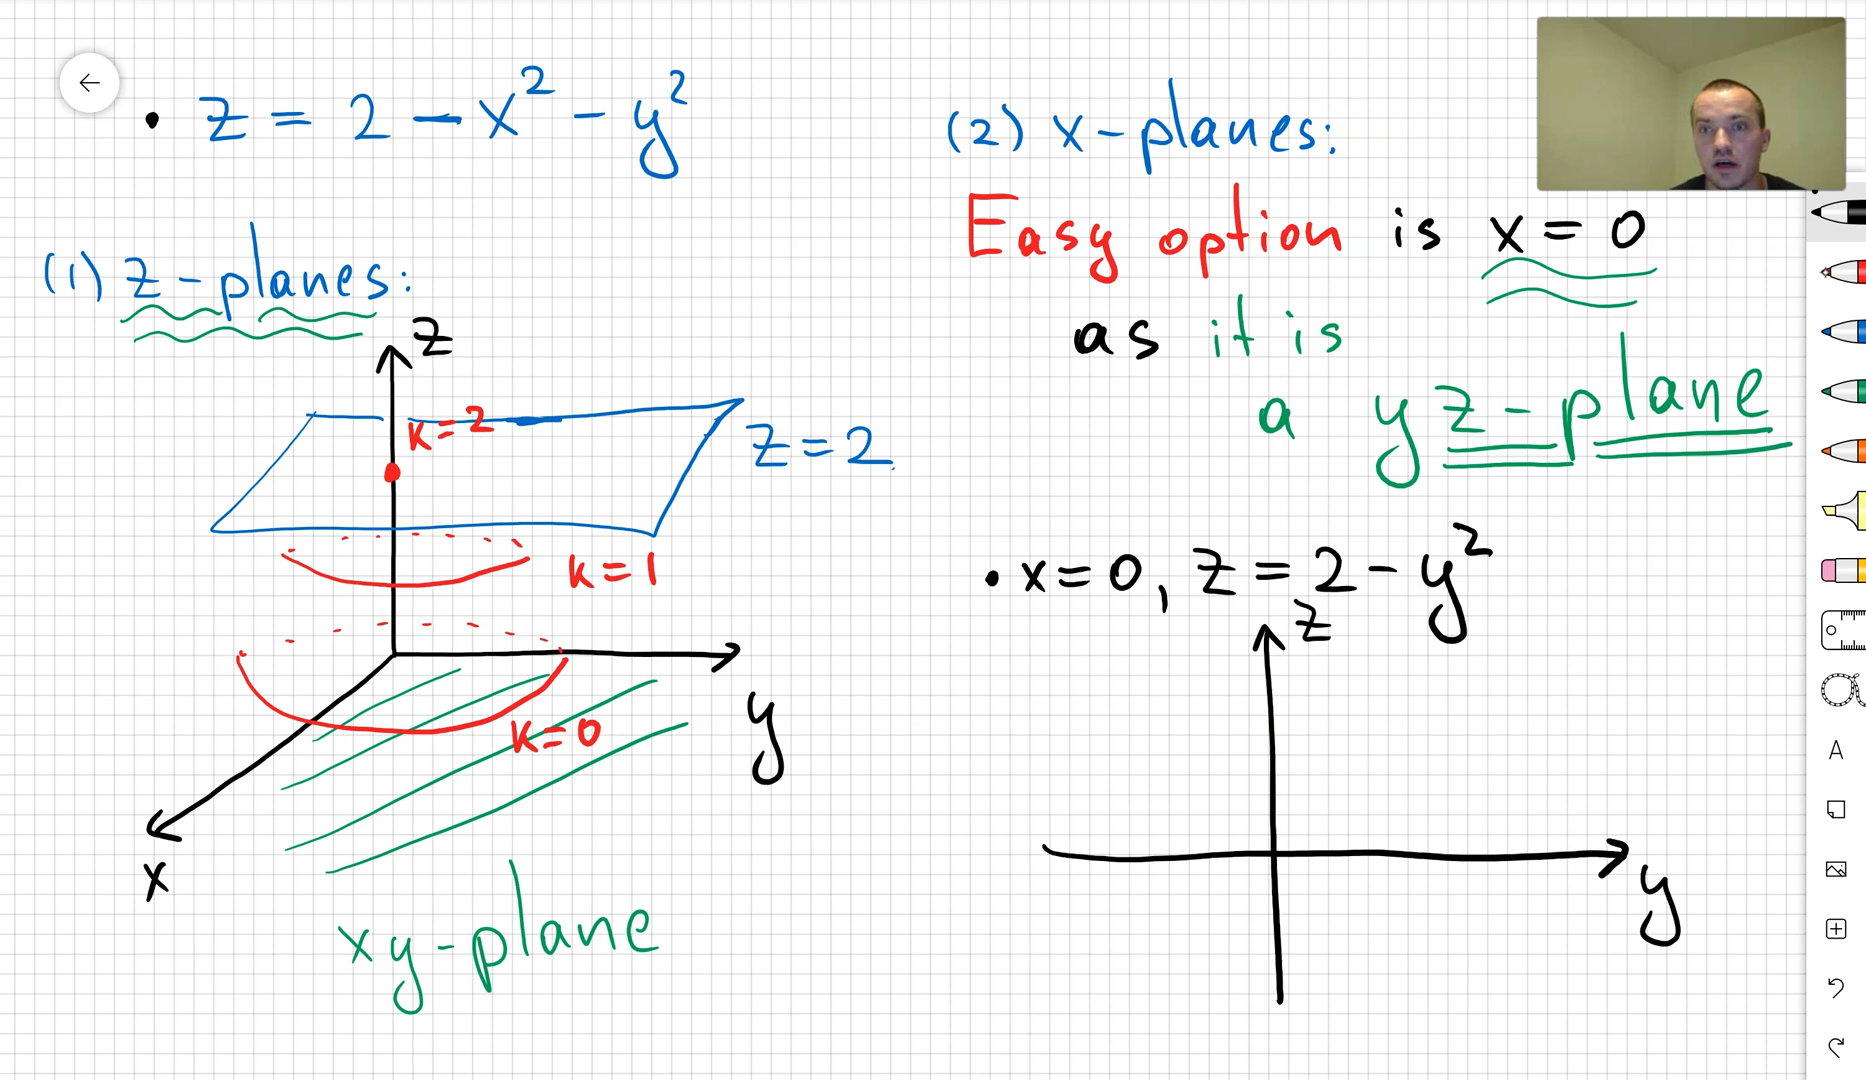 • z = 2 - x² - y²
(1) z-planes:
z
k=2
z=2
k=1
y
k=0
x
xy-plane
(2) x-planes:
Easy option is x=0
as it is
a yz-plane
• x=0, z=2-y²
z
y
A